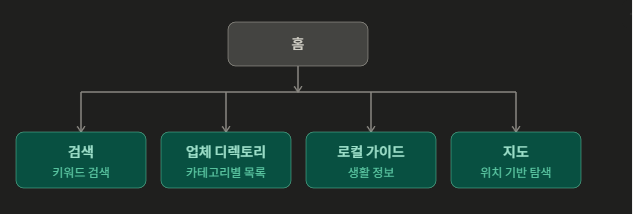 홈
검색
키워드 검색
업체 디렉토리
카테고리별 목록
로컬 가이드
생활 정보
지도
위치 기반 탐색